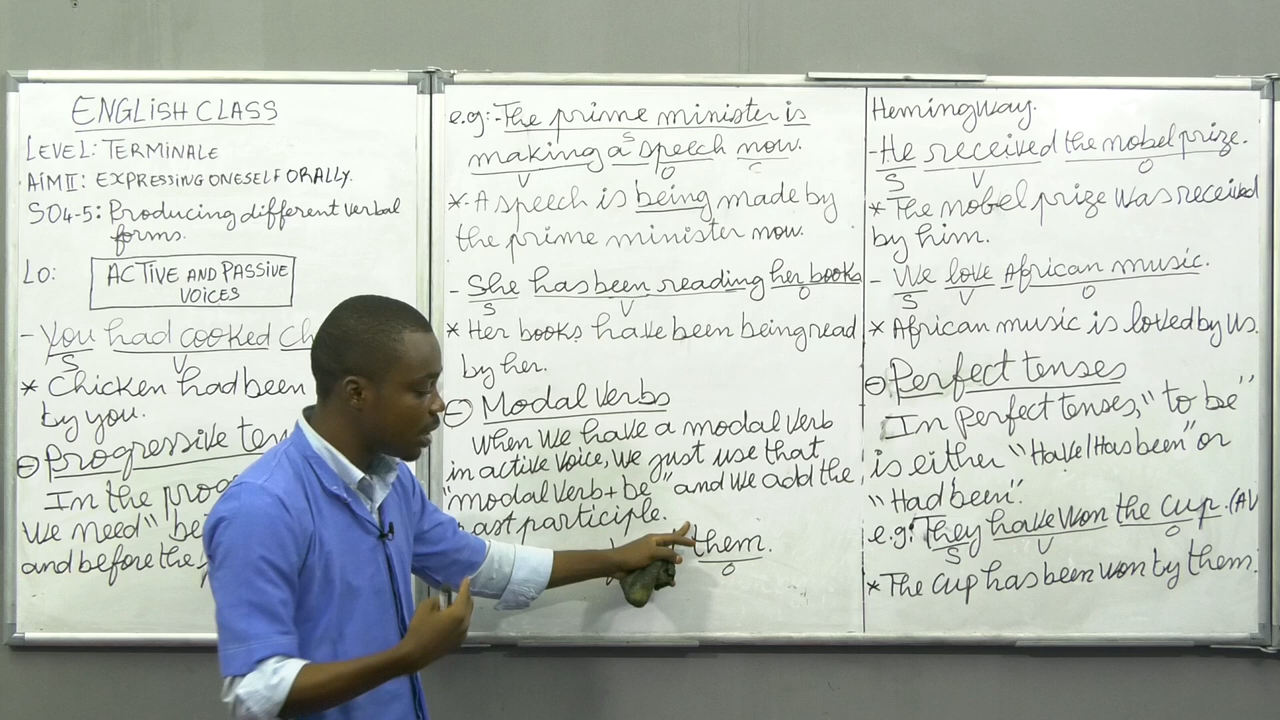 ENGLISH CLASS
LEVEL: TERMINALE
AIM II: EXPRESSING ONESELF ORALLY.
SO4-5: Producing different verbal
forms.
LO: ACTIVE AND PASSIVE
VOICES
- You had cooked
S V
* Chicken had been
by you.
Progressive
In the
We need
and before the
e.g:- The prime minister is
S
making a speech now.
V O C
*- A speech is being made by
the prime minister now.
- She has been reading her books
S V O
* Her books have been being read
by her.
Modal verbs
When we have a modal verb
in active voice, we just use that
"modal verb + be" and we add the
past participle.
them.
O
Hemingway.
- He received the nobel prize.
S V O
* The nobel prize was received
by him.
- We love African music.
S V O
* African music is loved by us.
Perfect tenses
In Perfect tenses, "to be"
is either "Have/Has been" or
"Had been".
e.g: They have won the cup. (AV
S V O
* The cup has been won by them.